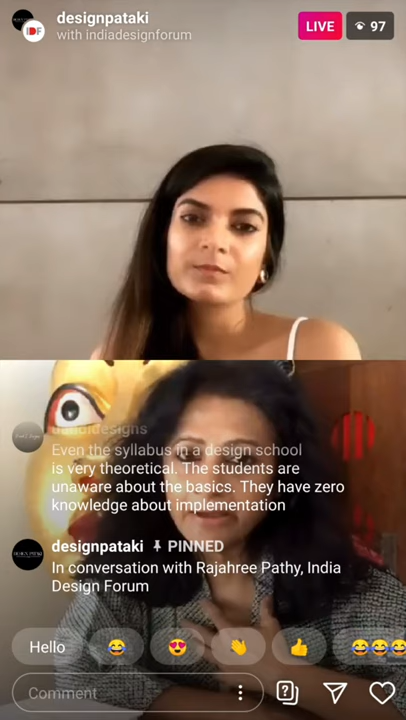 designpataki
with indiadesignforum
IDF
LIVE
97
Even the syllabus in a design school
is very theoretical. The students are
unaware about the basics. They have zero
knowledge about implementation
designpataki PINNED
In conversation with Rajahree Pathy, India
Design Forum
Hello
Comment